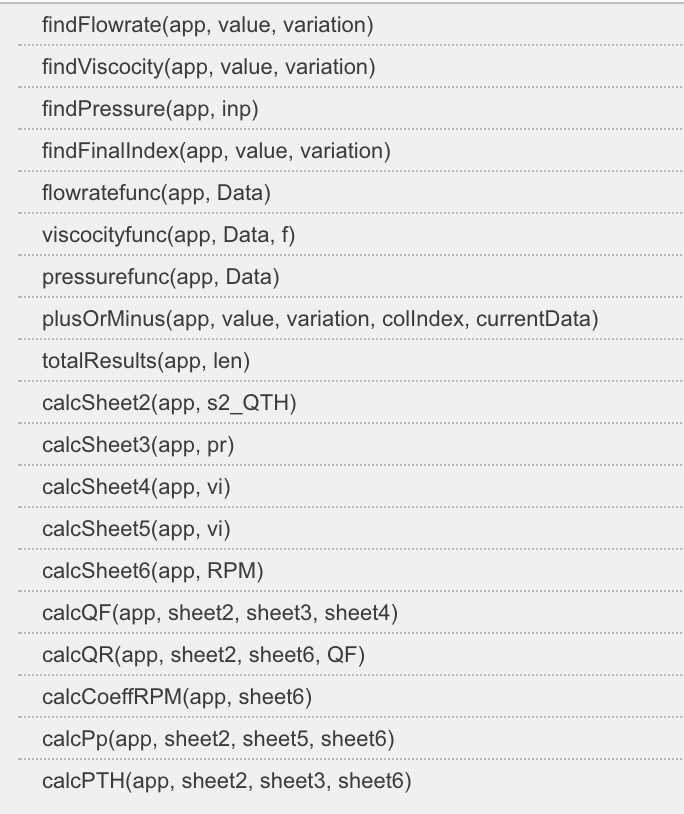 findFlowrate(app, value, variation)
findViscocity(app, value, variation)
findPressure(app, inp)
findFinalIndex(app, value, variation)
flowratefunc(app, Data)
viscocityfunc(app, Data, f)
pressurefunc(app, Data)
plusOrMinus(app, value, variation, colIndex, currentData)
totalResults(app, len)
calcSheet2(app, s2_QTH)
calcSheet3(app, pr)
calcSheet4(app, vi)
calcSheet5(app, vi)
calcSheet6(app, RPM)
calcQF(app, sheet2, sheet3, sheet4)
calcQR(app, sheet2, sheet6, QF)
calcCoeffRPM(app, sheet6)
calcPp(app, sheet2, sheet5, sheet6)
calcPTH(app, sheet2, sheet3, sheet6)